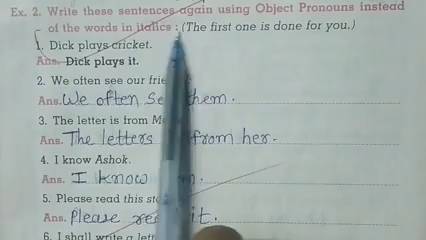 Ex. 2. Write these sentences again using Object Pronouns instead
of the words in italics : (The first one is done for you.)
1. Dick plays cricket.
Ans. Dick plays it.
2. We often see our
Ans. We often them.
3. The letter is from
Ans. The letters from her.
4. I know Ashok.
Ans. I know
5. Please read this
Ans. Please it.
6. I shall write a